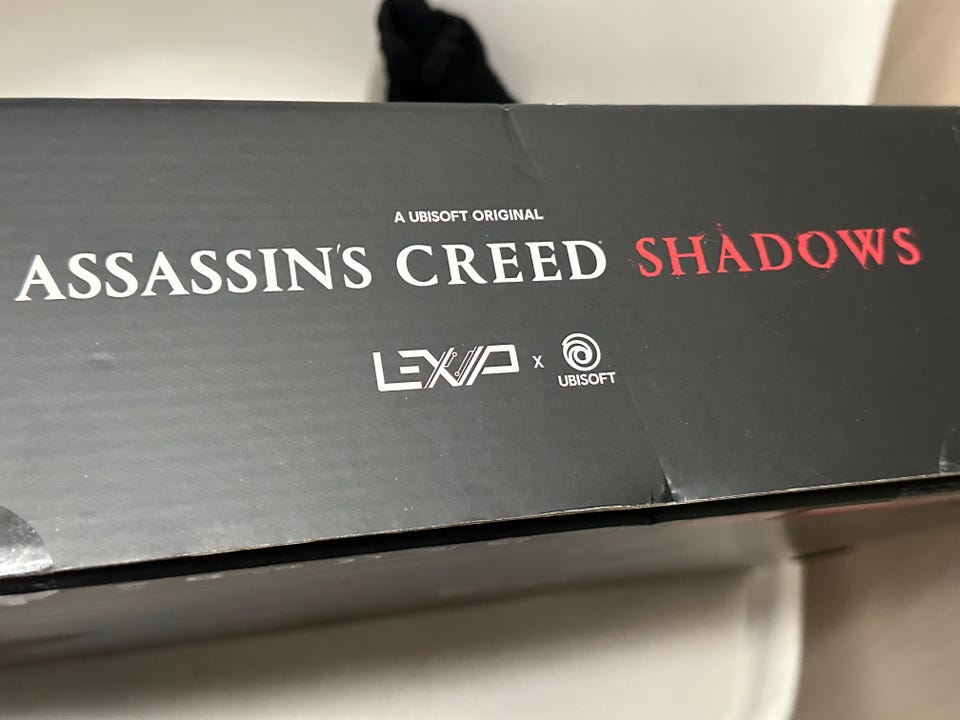 A UBISOFT ORIGINAL
ASSASSIN'S CREED SHADOWS
LEXIP x UBISOFT